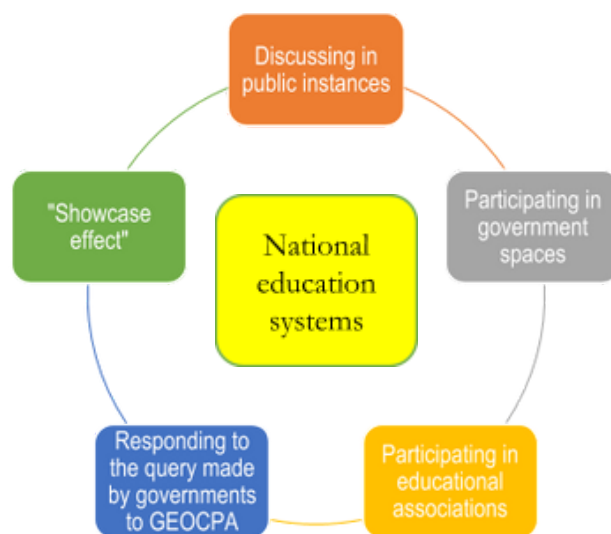 Discussing in
public instances
"Showcase
effect"
Participating in
government
spaces
National
education
systems
Responding to
the query made
by governments
to GEOCPA
Participating in
educational
associations